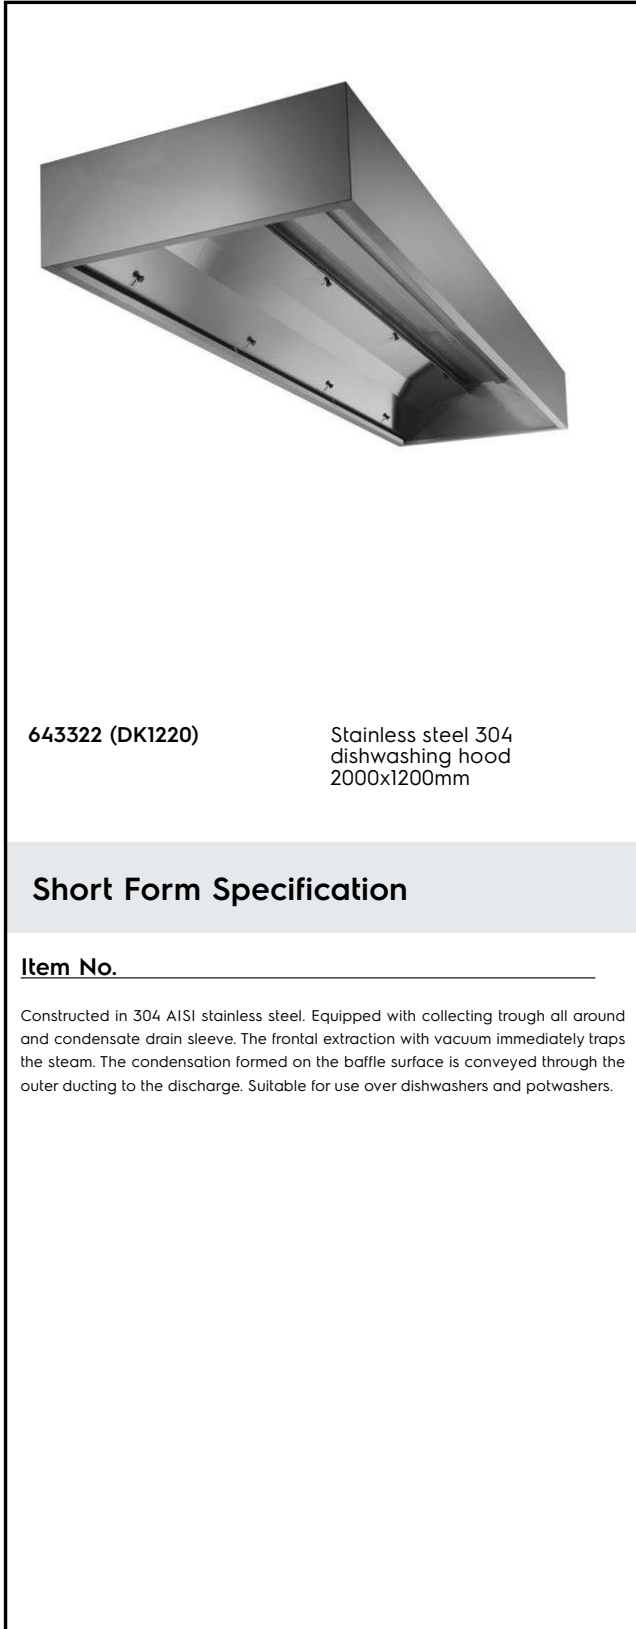 643322 (DK1220)
Stainless steel 304
dishwashing hood
2000x1200mm
Short Form Specification
Item No.
Constructed in 304 AISI stainless steel. Equipped with collecting trough all around
and condensate drain sleeve. The frontal extraction with vacuum immediately traps
the steam. The condensation formed on the baffle surface is conveyed through the
outer ducting to the discharge. Suitable for use over dishwashers and potwashers.